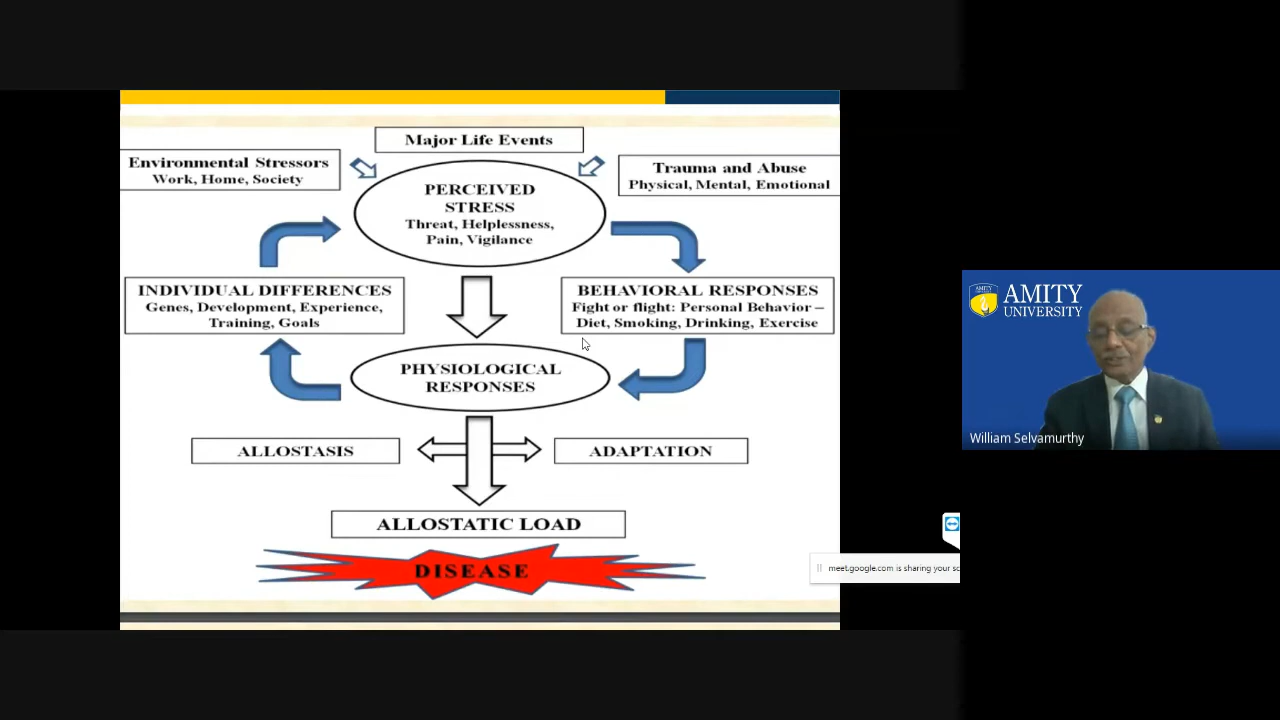 Major Life Events
Environmental Stressors
Work, Home, Society
Trauma and Abuse
Physical, Mental, Emotional
PERCEIVED
STRESS
Threat, Helplessness,
Pain, Vigilance
INDIVIDUAL DIFFERENCES
Genes, Development, Experience,
Training, Goals
BEHAVIORAL RESPONSES
Fight or flight: Personal Behavior –
Diet, Smoking, Drinking, Exercise
PHYSIOLOGICAL
RESPONSES
ALLOSTASIS
ADAPTATION
ALLOSTATIC LOAD
DISEASE
AMITY
AMITY
UNIVERSITY
William Selvamurthy
meet.google.com is sharing your sc